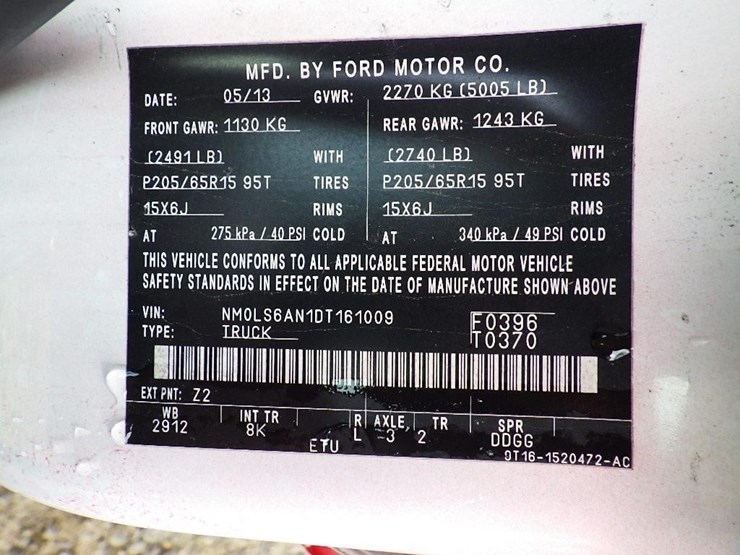 MFD. BY FORD MOTOR CO.
DATE: 05/13 GVWR: 2270 KG (5005 LB)
FRONT GAWR: 1130 KG REAR GAWR: 1243 KG
(2491 LB) WITH (2740 LB) WITH
P205/65R15 95T TIRES P205/65R15 95T TIRES
15X6J RIMS 15X6J RIMS
AT 275 kPa / 40 PSI COLD AT 340 kPa / 49 PSI COLD
THIS VEHICLE CONFORMS TO ALL APPLICABLE FEDERAL MOTOR VEHICLE
SAFETY STANDARDS IN EFFECT ON THE DATE OF MANUFACTURE SHOWN ABOVE
VIN: NM0LS6AN1DT161009 F0396
TYPE: TRUCK T0370
EXT PNT: Z2
WB INT TR R AXLE TR SPR
2912 8K L -3 2 DDGG
ETU 9T16-1520472-AC